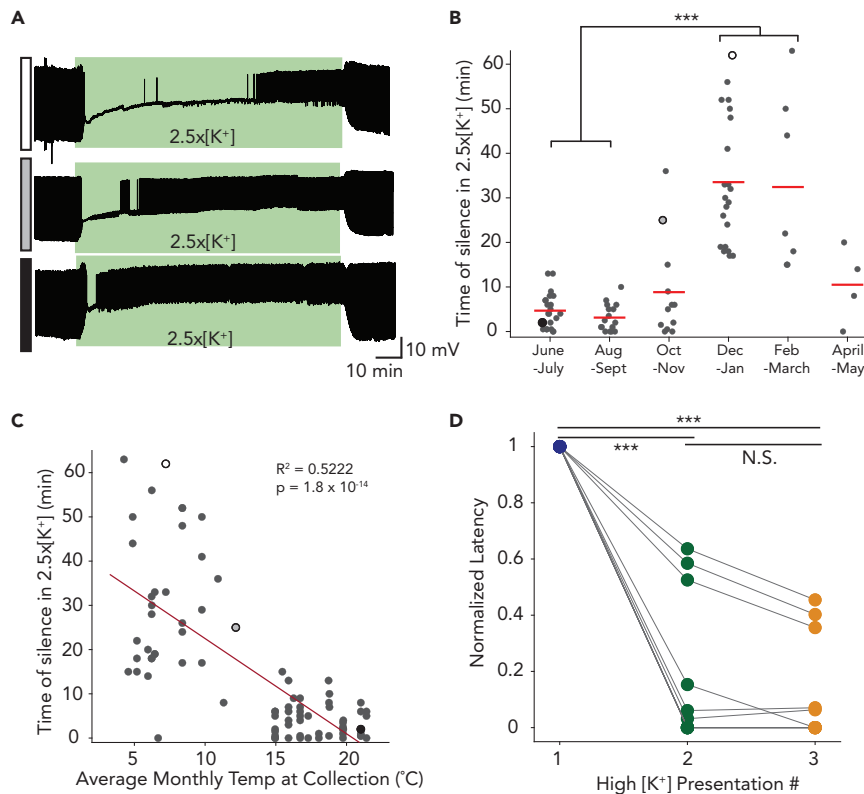 A
2.5x[K⁺]
2.5x[K⁺]
2.5x[K⁺]
10 mV
10 min
B
***
Time of silence in 2.5x[K⁺] (min)
60
50
40
30
20
10
0
June -July
Aug -Sept
Oct -Nov
Dec -Jan
Feb -March
April -May
C
R² = 0.5222
p = 1.8 x 10⁻¹⁴
Time of silence in 2.5x[K⁺] (min)
60
50
40
30
20
10
0
5
10
15
20
Average Monthly Temp at Collection (˚C)
D
***
***
N.S.
Normalized Latency
1
0.8
0.6
0.4
0.2
0
1
2
3
High [K⁺] Presentation #